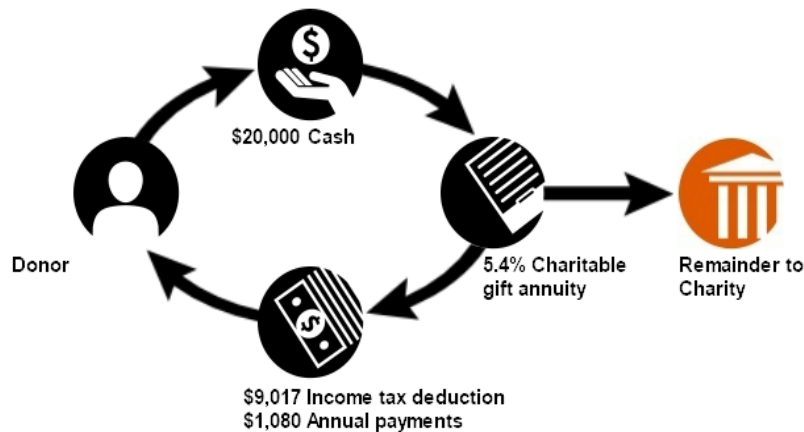 $20,000 Cash
Donor
5.4% Charitable
gift annuity
Remainder to
Charity
$9,017 Income tax deduction
$1,080 Annual payments